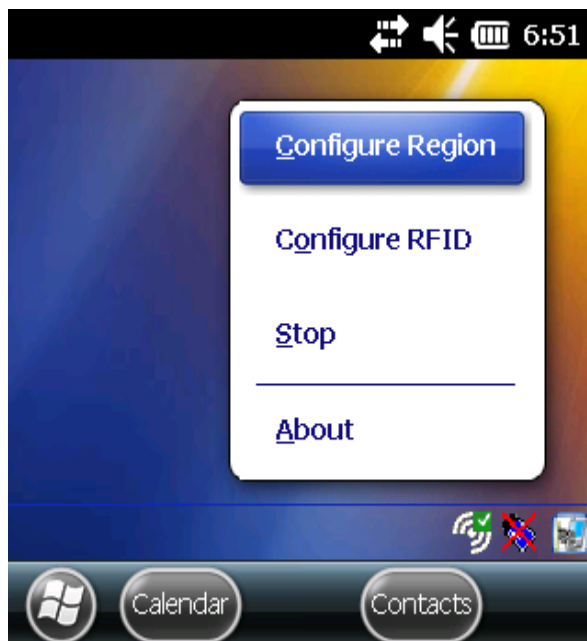 6:51
Configure Region
Configure RFID
Stop
About
Calendar
Contacts